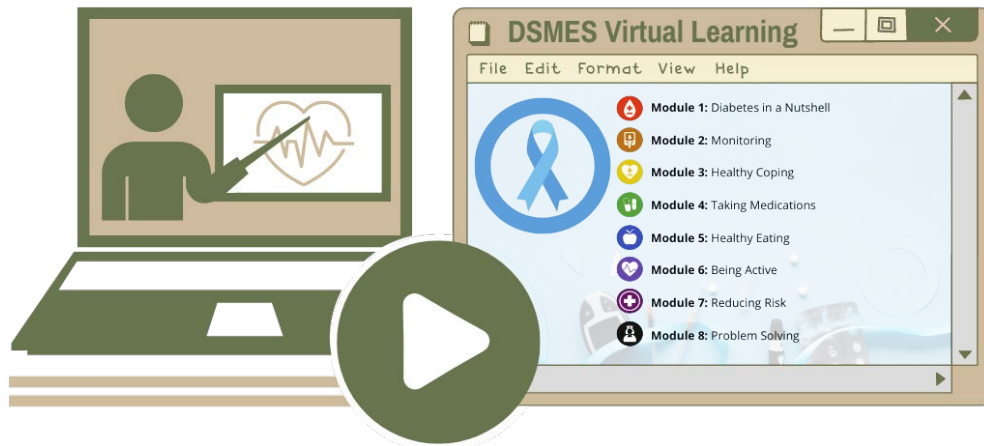 DSMES Virtual Learning
File Edit Format View Help
Module 1: Diabetes in a Nutshell
Module 2: Monitoring
Module 3: Healthy Coping
Module 4: Taking Medications
Module 5: Healthy Eating
Module 6: Being Active
Module 7: Reducing Risk
Module 8: Problem Solving